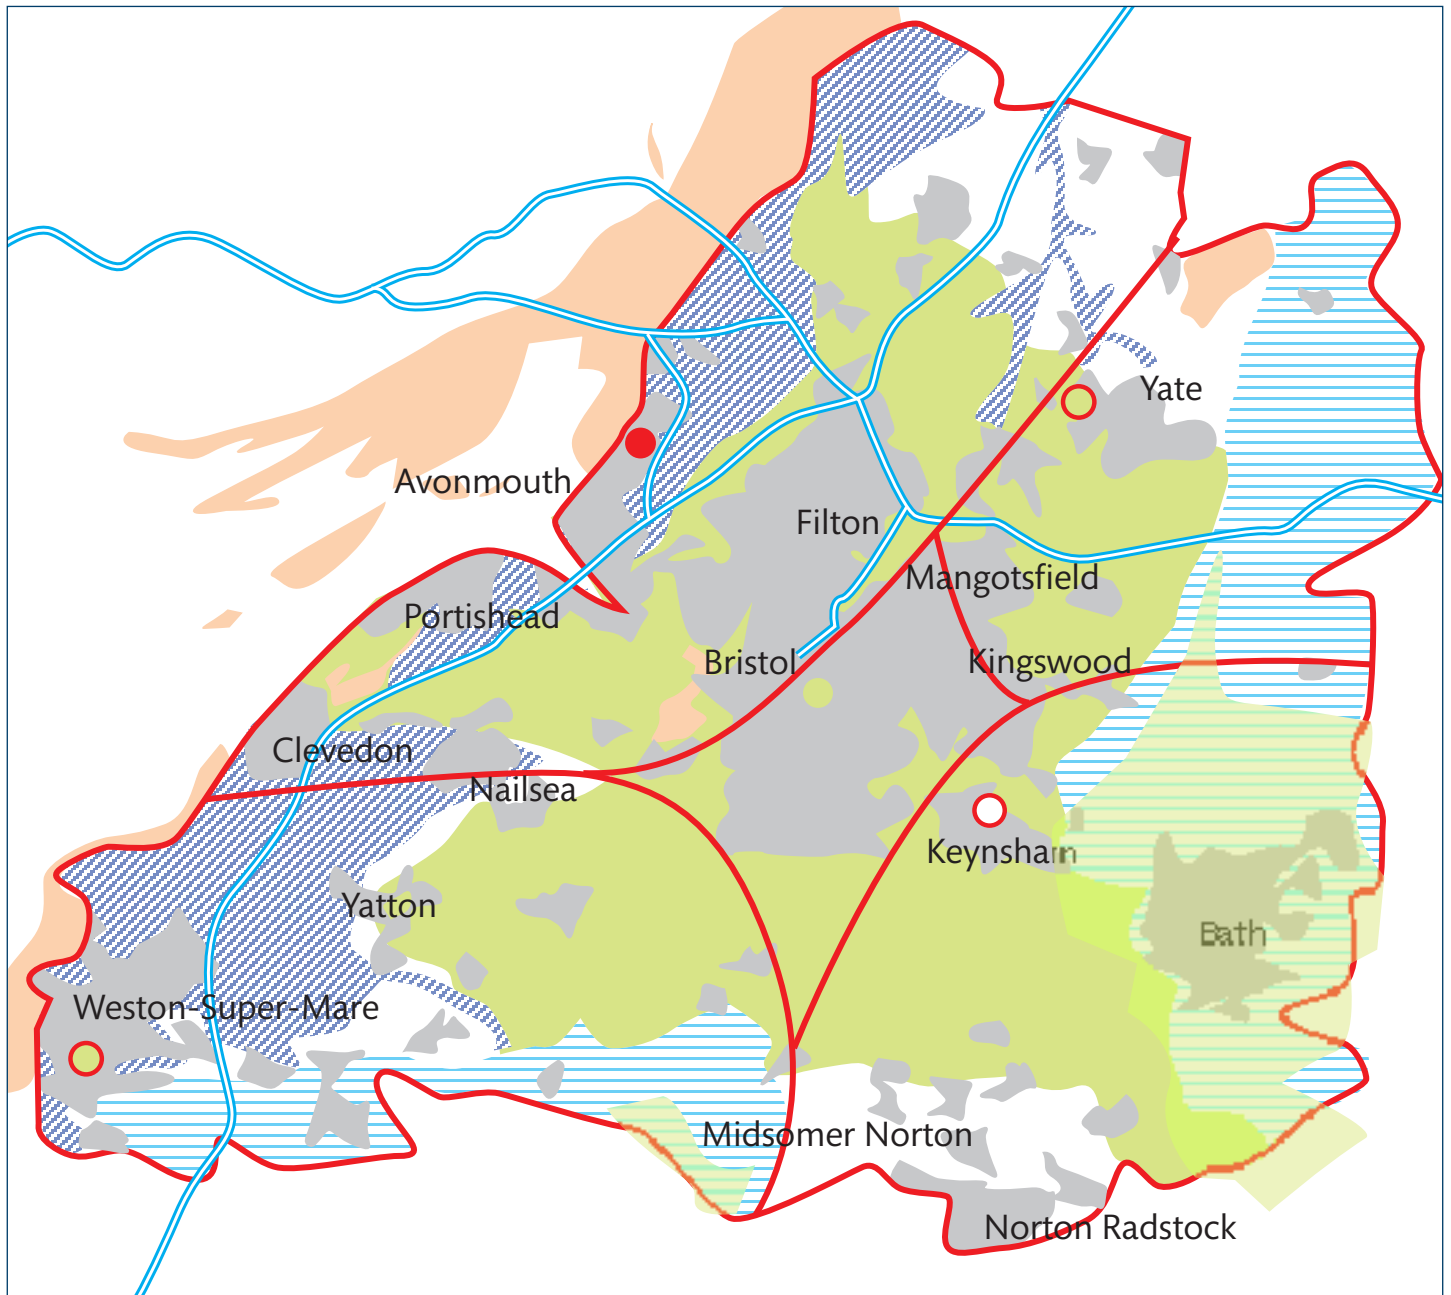 Yate
Avonmouth
Filton
Mangotsfield
Portishead
Bristol
Kingswood
Clevedon
Nailsea
Keynsham
Yatton
Bath
Weston-Super-Mare
Midsomer Norton
Norton Radstock